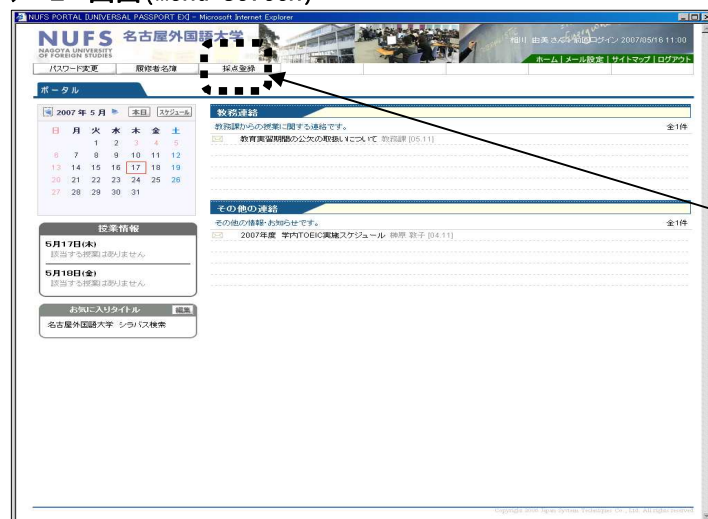 NUFS PORTAL [UNIVERSAL PASSPORT EX] - Microsoft Internet Explorer
NUFS 名古屋外国語大学
NAGOYA UNIVERSITY
OF FOREIGN STUDIES
前回ログイン 2007/05/16 11:00
ホーム | メール設定 | サイトマップ | ログアウト
パスワード変更 履修者名簿 採点登録
ポータル
2007年 5月 本日 スケジュール
日 月 火 水 木 金 土
1 2 3 4 5
6 7 8 9 10 11 12
13 14 15 16 17 18 19
20 21 22 23 24 25 26
27 28 29 30 31
授業情報
5月17日(木)
該当する授業はありません
5月18日(金)
該当する授業はありません
お気に入りタイトル 編集
名古屋外国語大学 シラバス検索
教務連絡
教務課からの授業に関する連絡です。 全1件
教育実習期間の公欠の取扱いについて 教務課 [05.11]
その他の連絡
その他の情報・お知らせです。 全1件
2007年度 学内TOEIC実施スケジュール 榊原 敦子 [04.11]